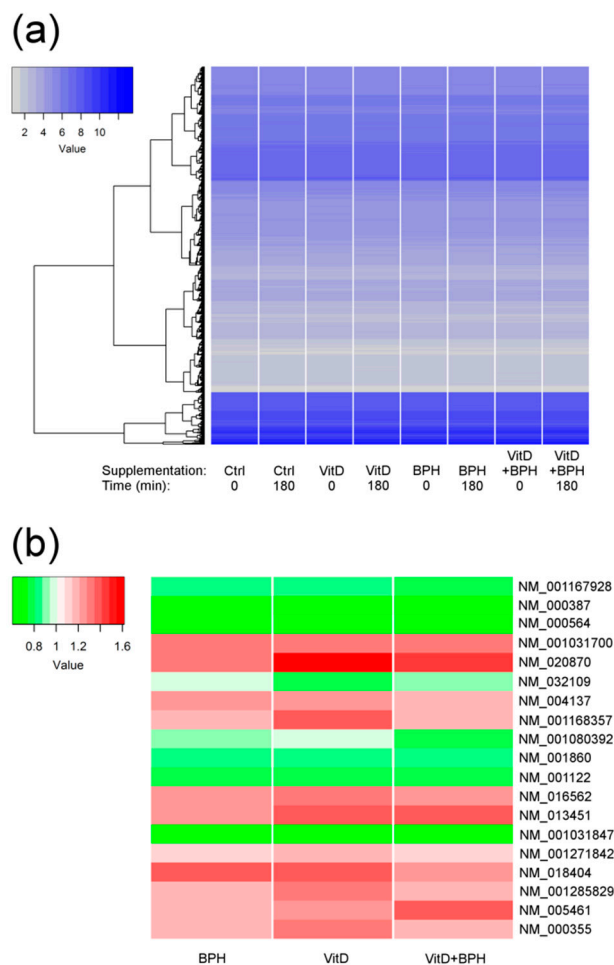 (a)
2 4 6 8 10
Value
VitD VitD
Supplementation: Ctrl Ctrl VitD VitD BPH BPH +BPH +BPH
Time (min): 0 180 0 180 0 180 0 180
(b)
0.8 1.2 1.6
Value
NM_001167928
NM_000387
NM_000564
NM_001031700
NM_020870
NM_032109
NM_004137
NM_001168357
NM_001080392
NM_001860
NM_001122
NM_016562
NM_013451
NM_001031847
NM_001271842
NM_018404
NM_001285829
NM_005461
NM_000355
BPH VitD VitD+BPH